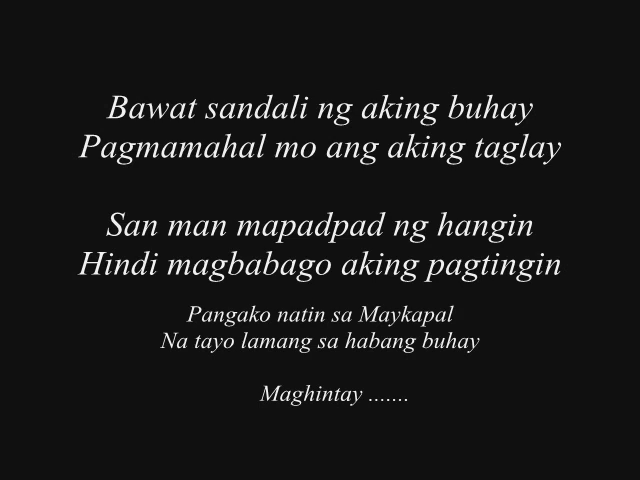 Bawat sandali ng aking buhay
Pagmamahal mo ang aking taglay
San man mapadpad ng hangin
Hindi magbabago aking pagtingin
Pangako natin sa Maykapal
Na tayo lamang sa habang buhay
Maghintay .......